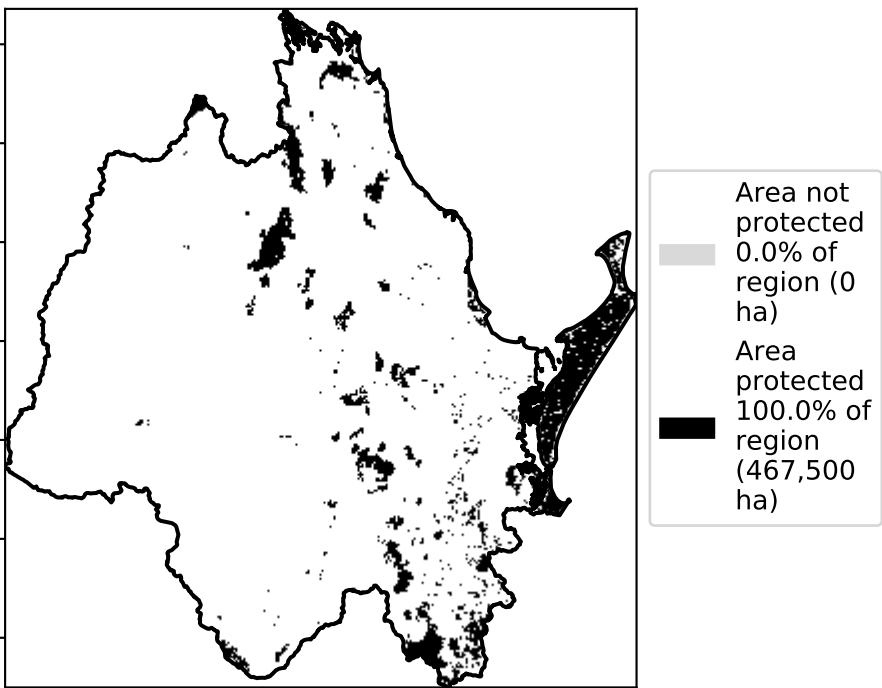 Area not
protected
0.0% of
region (0
ha)
Area
protected
100.0% of
region
(467,500
ha)